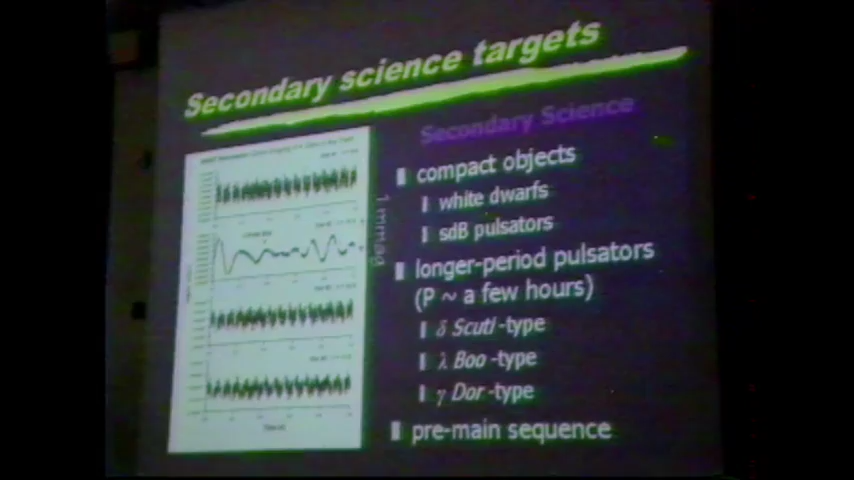 Secondary science targets
Secondary Science
compact objects
white dwarfs
sdB pulsators
longer-period pulsators
(P ~ a few hours)
δ Scuti-type
λ Boo-type
γ Dor-type
pre-main sequence
1 mmag